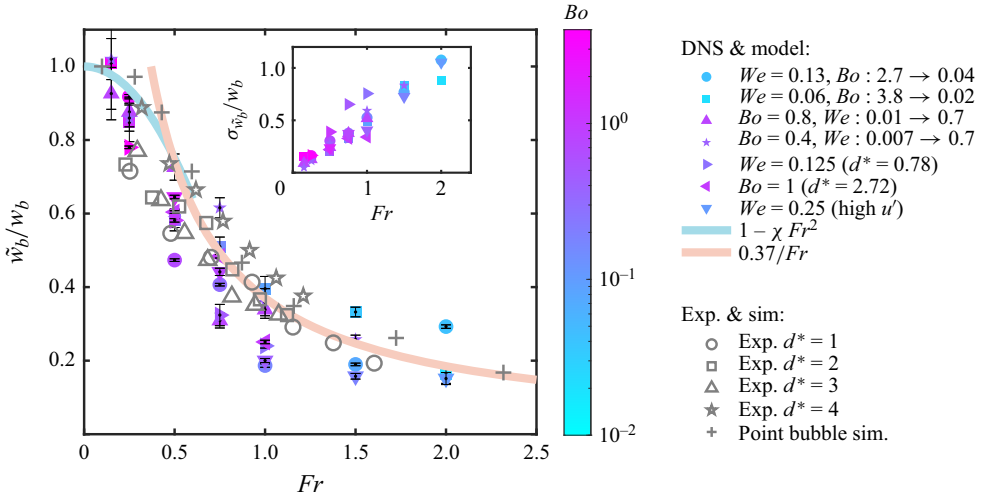 Bo
DNS & model:
We = 0.13, Bo : 2.7 → 0.04
We = 0.06, Bo : 3.8 → 0.02
Bo = 0.8, We : 0.01 → 0.7
Bo = 0.4, We : 0.007 → 0.7
We = 0.125 (d* = 0.78)
Bo = 1 (d* = 2.72)
We = 0.25 (high u′)
1 – χ Fr²
0.37/Fr
Exp. & sim:
Exp. d* = 1
Exp. d* = 2
Exp. d* = 3
Exp. d* = 4
Point bubble sim.
10⁰
10⁻¹
10⁻²
1.0
0.8
0.6
0.4
0.2
w̃_b/w_b
0 0.5 1.0 1.5 2.0 2.5
Fr
1.0
0.5
σ_w̃_b/w_b
0 1 2
Fr